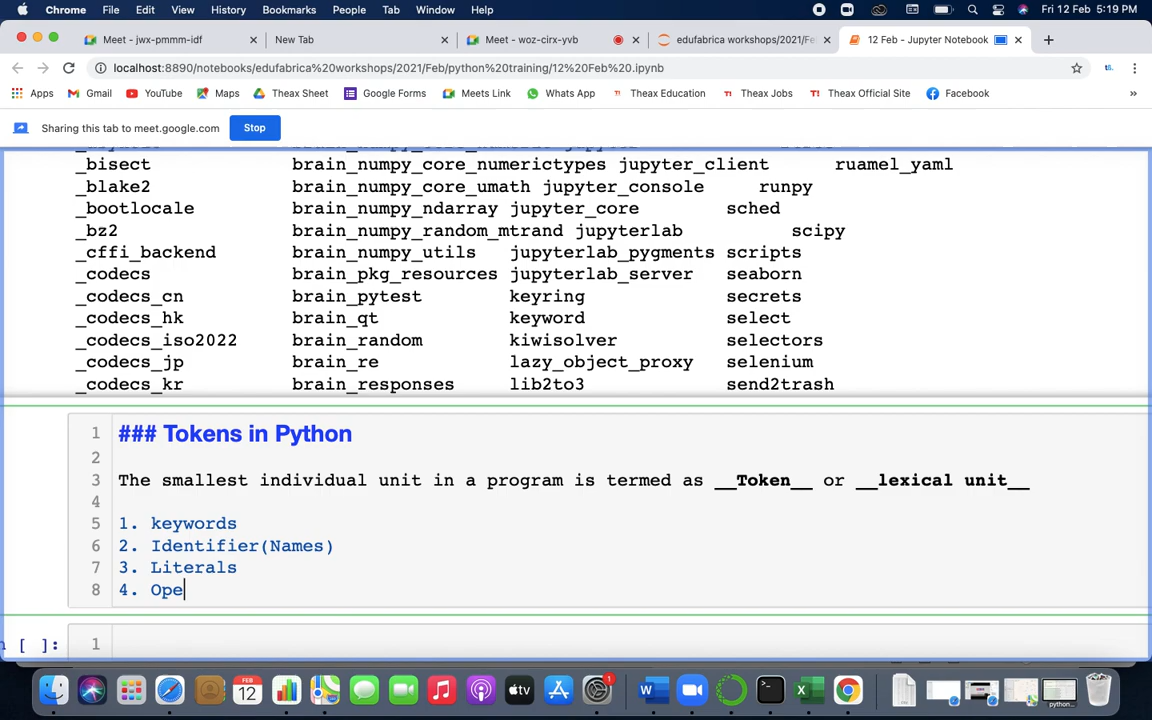 Chrome File Edit View History Bookmarks People Tab Window Help Fri 12 Feb 5:19 PM
Meet - jwx-pmmm-idf × New Tab × Meet - woz-cirx-yvb × edufabrica workshops/2021/Fe × 12 Feb - Jupyter Notebook × +
localhost:8890/notebooks/edufabrica%20workshops/2021/Feb/python%20training/12%20Feb%20.ipynb
Apps Gmail YouTube Maps Theax Sheet Google Forms Meets Link Whats App Theax Education Theax Jobs Theax Official Site Facebook »
Sharing this tab to meet.google.com Stop
_bisect brain_numpy_core_numerictypes jupyter_client ruamel_yaml
_blake2 brain_numpy_core_umath jupyter_console runpy
_bootlocale brain_numpy_ndarray jupyter_core sched
_bz2 brain_numpy_random_mtrand jupyterlab scipy
_cffi_backend brain_numpy_utils jupyterlab_pygments scripts
_codecs brain_pkg_resources jupyterlab_server seaborn
_codecs_cn brain_pytest keyring secrets
_codecs_hk brain_qt keyword select
_codecs_iso2022 brain_random kiwisolver selectors
_codecs_jp brain_re lazy_object_proxy selenium
_codecs_kr brain_responses lib2to3 send2trash
1 ### Tokens in Python
2
3 The smallest individual unit in a program is termed as __Token__ or __lexical unit__
4
5 1. keywords
6 2. Identifier(Names)
7 3. Literals
8 4. Ope
n [ ]: 1